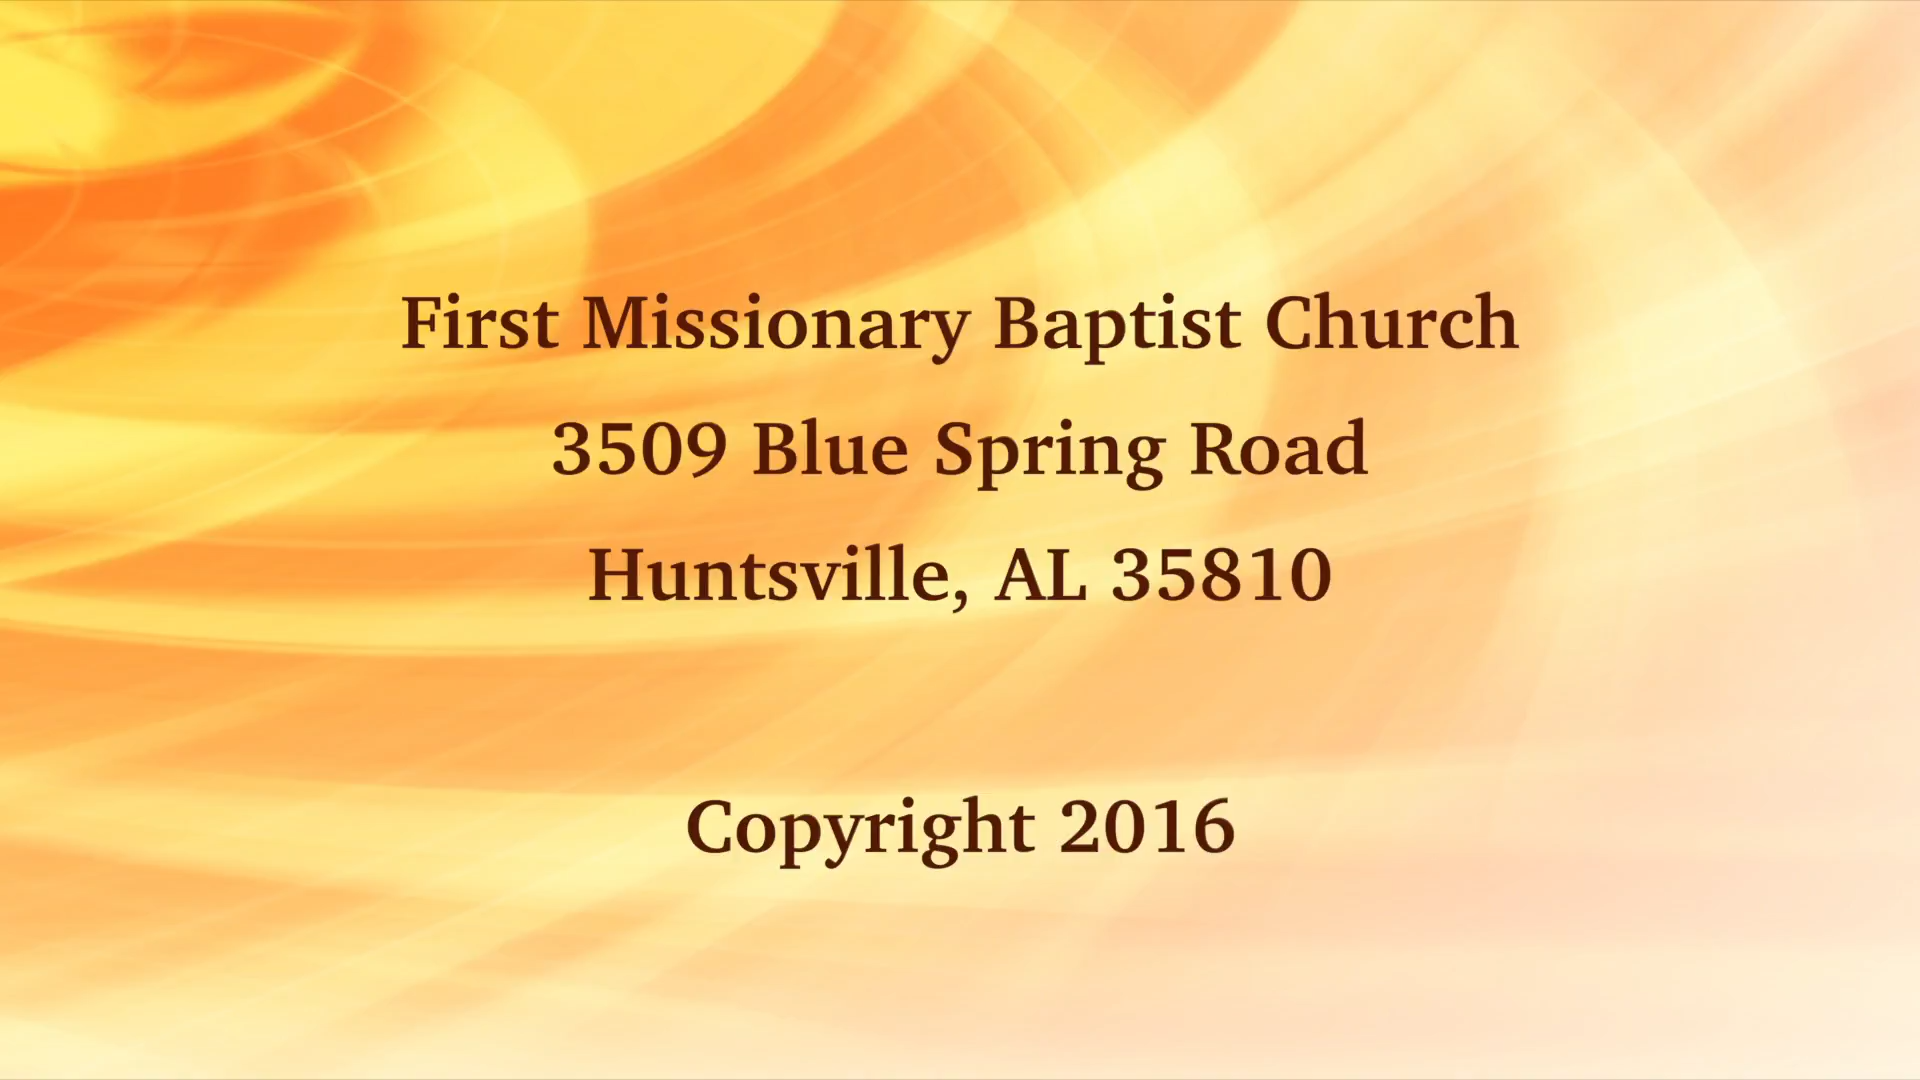 First Missionary Baptist Church
3509 Blue Spring Road
Huntsville, AL 35810
Copyright 2016